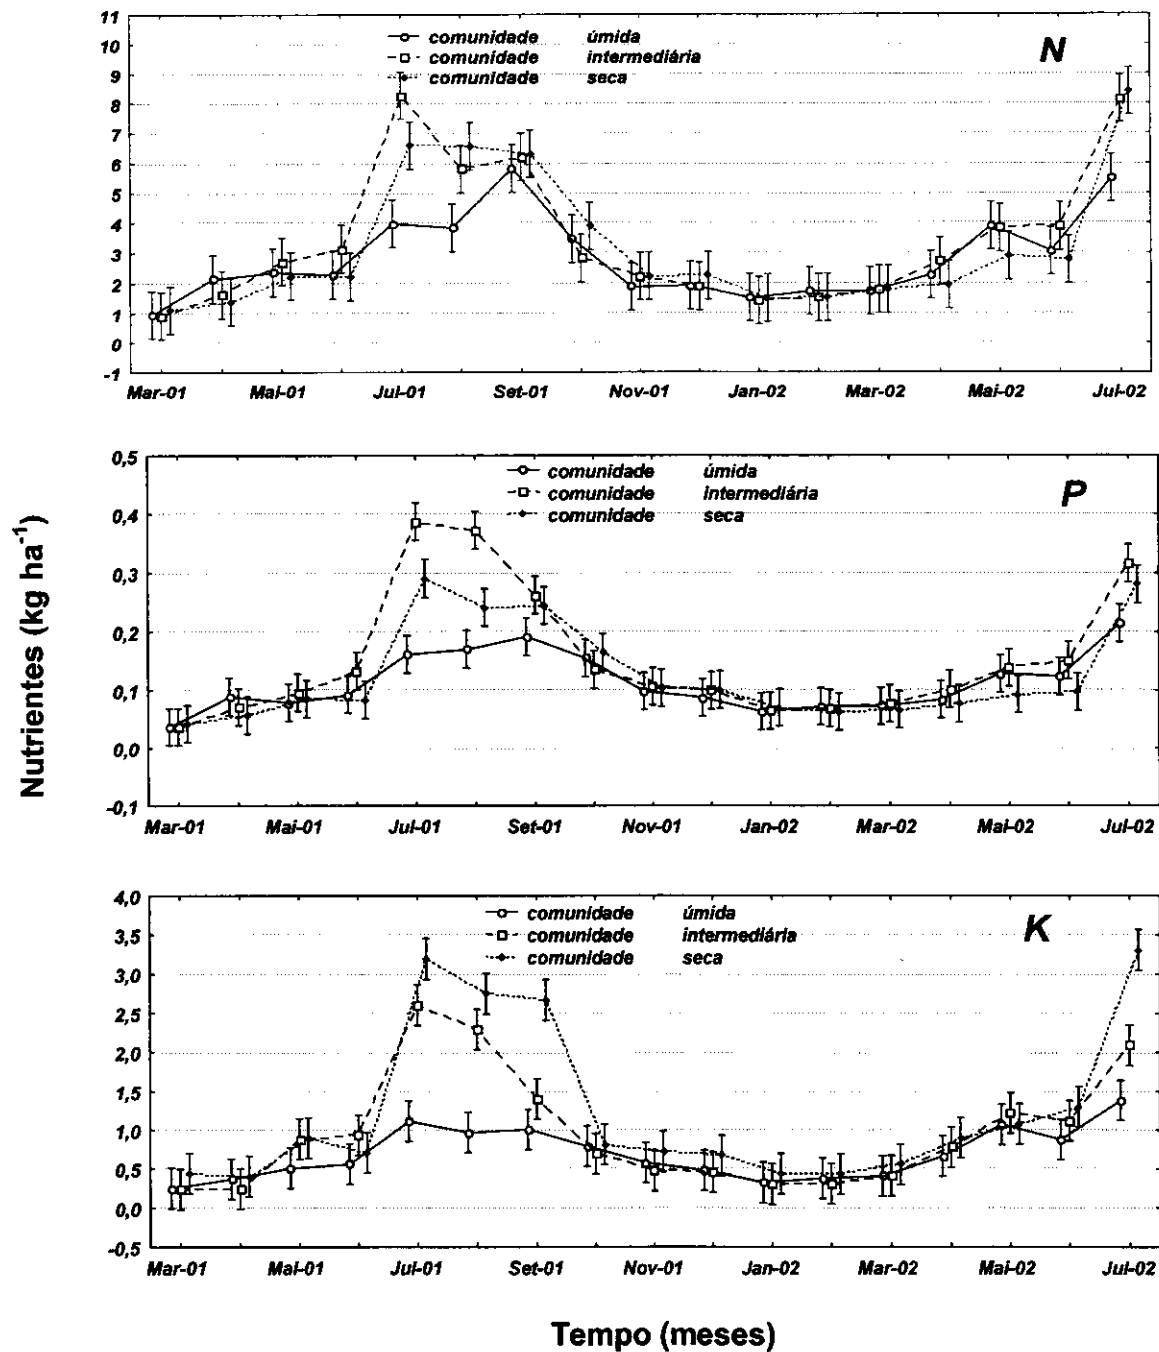 11
10
9
8
7
6
5
4
3
2
1
0
-1
comunidade úmida
comunidade intermediária
comunidade seca
N
Mar-01 Mai-01 Jul-01 Set-01 Nov-01 Jan-02 Mar-02 Mai-02 Jul-02
Nutrientes (kg ha-1)
0,5
0,4
0,3
0,2
0,1
0,0
-0,1
comunidade úmida
comunidade intermediária
comunidade seca
P
Mar-01 Mai-01 Jul-01 Set-01 Nov-01 Jan-02 Mar-02 Mai-02 Jul-02
4,0
3,5
3,0
2,5
2,0
1,5
1,0
0,5
0,0
-0,5
comunidade úmida
comunidade intermediária
comunidade seca
K
Mar-01 Mai-01 Jul-01 Set-01 Nov-01 Jan-02 Mar-02 Mai-02 Jul-02
Tempo (meses)